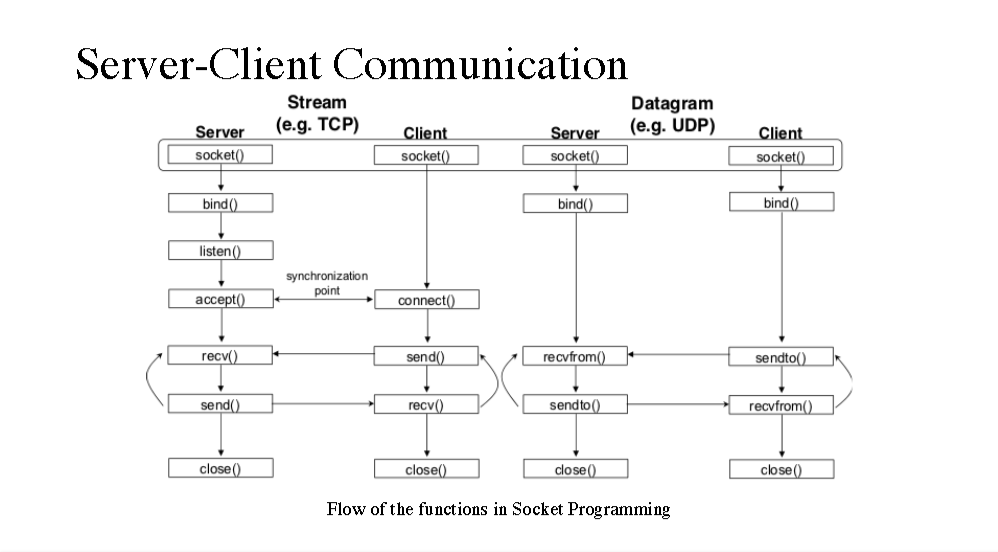 Server-Client Communication
Stream
(e.g. TCP)
Datagram
(e.g. UDP)
Server
Client
Server
Client
socket()
socket()
socket()
socket()
bind()
bind()
bind()
listen()
synchronization
point
accept()
connect()
recv()
send()
recvfrom()
sendto()
send()
recv()
sendto()
recvfrom()
close()
close()
close()
close()
Flow of the functions in Socket Programming